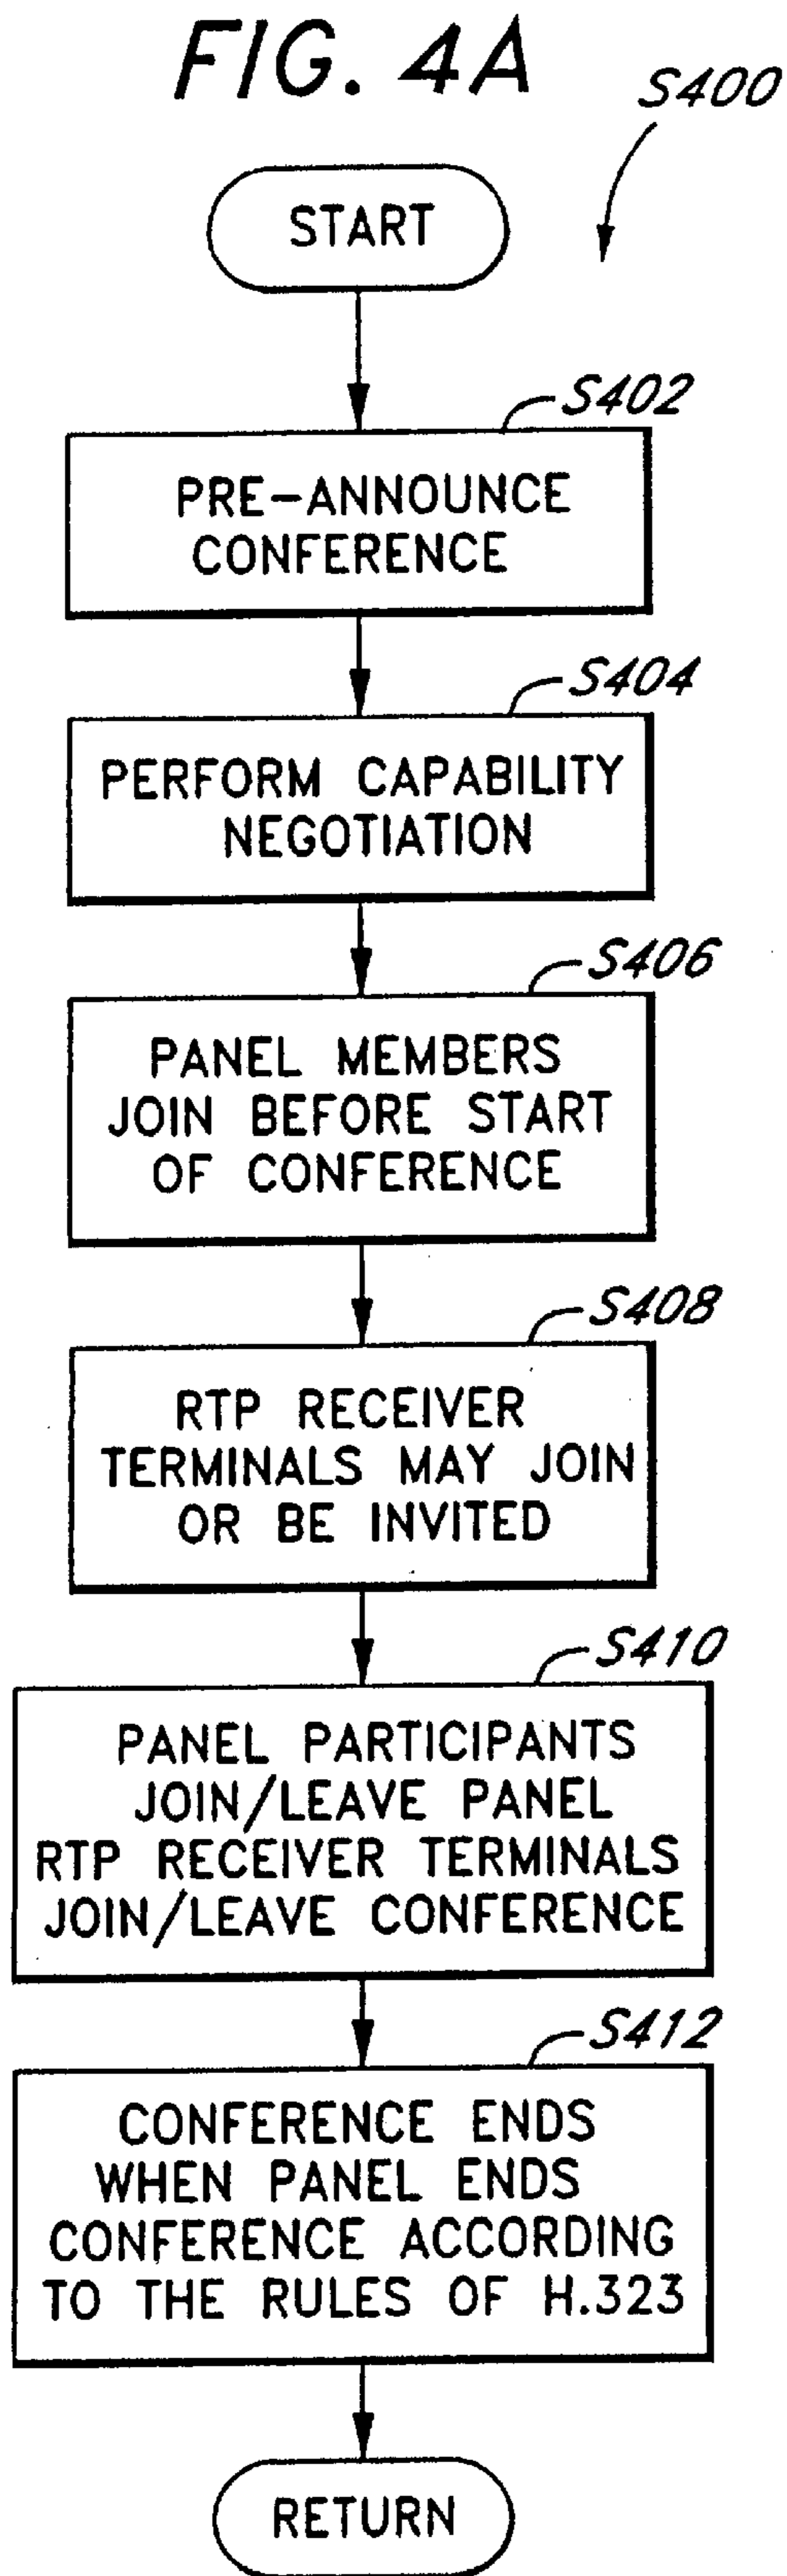 FIG. 4A
S400
START
S402
PRE-ANNOUNCE
CONFERENCE
S404
PERFORM CAPABILITY
NEGOTIATION
S406
PANEL MEMBERS
JOIN BEFORE START
OF CONFERENCE
S408
RTP RECEIVER
TERMINALS MAY JOIN
OR BE INVITED
S410
PANEL PARTICIPANTS
JOIN/LEAVE PANEL
RTP RECEIVER TERMINALS
JOIN/LEAVE CONFERENCE
S412
CONFERENCE ENDS
WHEN PANEL ENDS
CONFERENCE ACCORDING
TO THE RULES OF H.323
RETURN